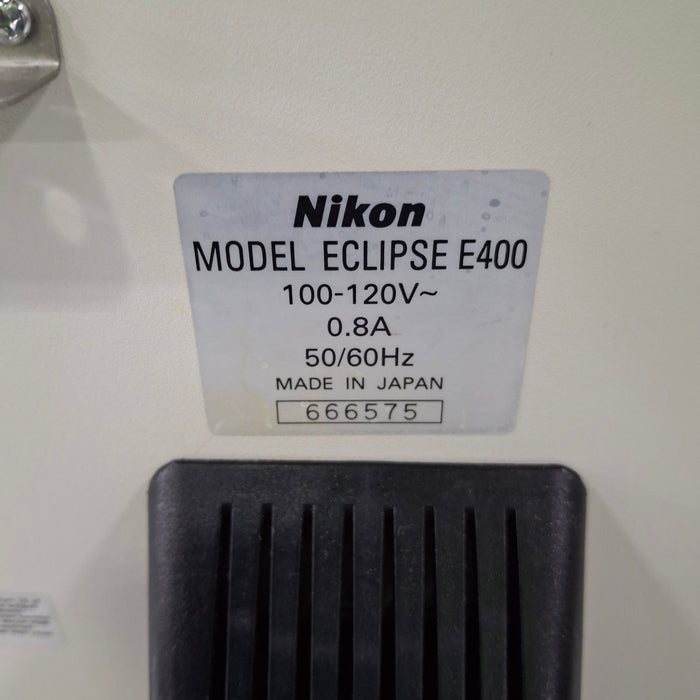 Nikon
MODEL ECLIPSE E400
100-120V~
0.8A
50/60Hz
MADE IN JAPAN
666575